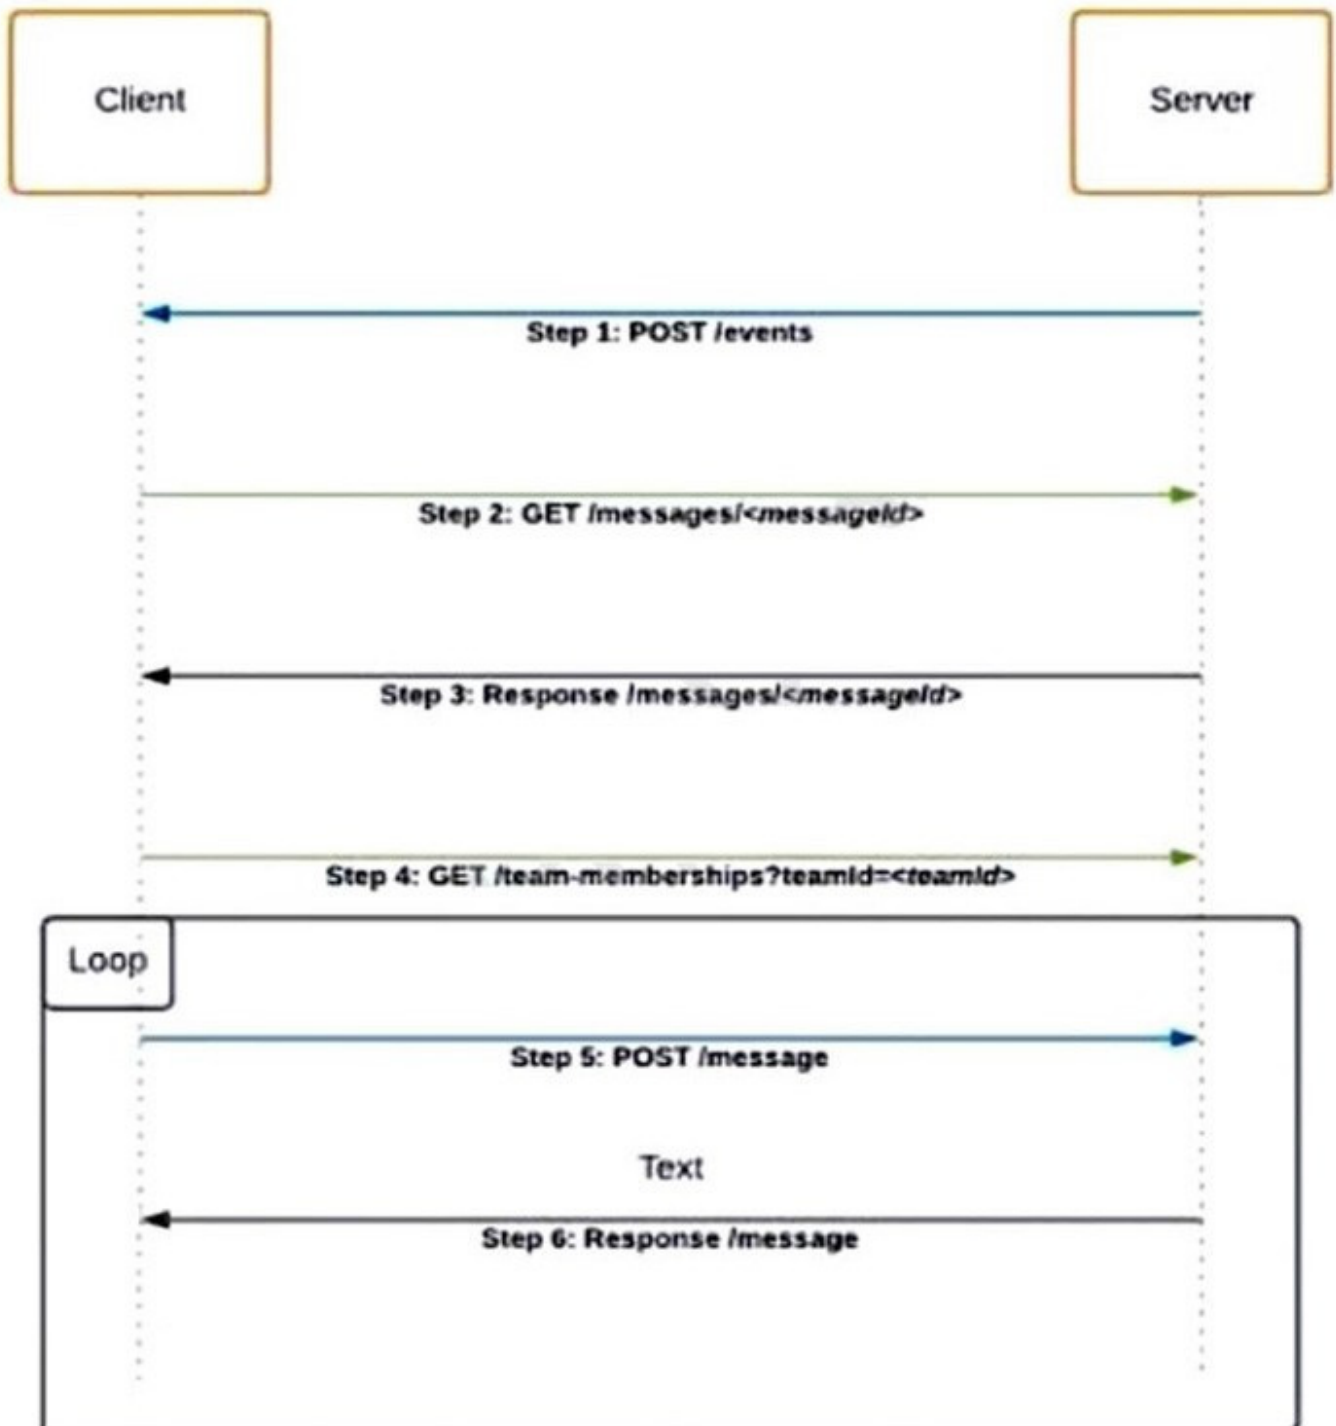 Client
Server
Step 1: POST /events
Step 2: GET /messages/<messageId>
Step 3: Response /messages/<messageId>
Step 4: GET /team-memberships?teamId=<teamId>
Loop
Step 5: POST /message
Text
Step 6: Response /message